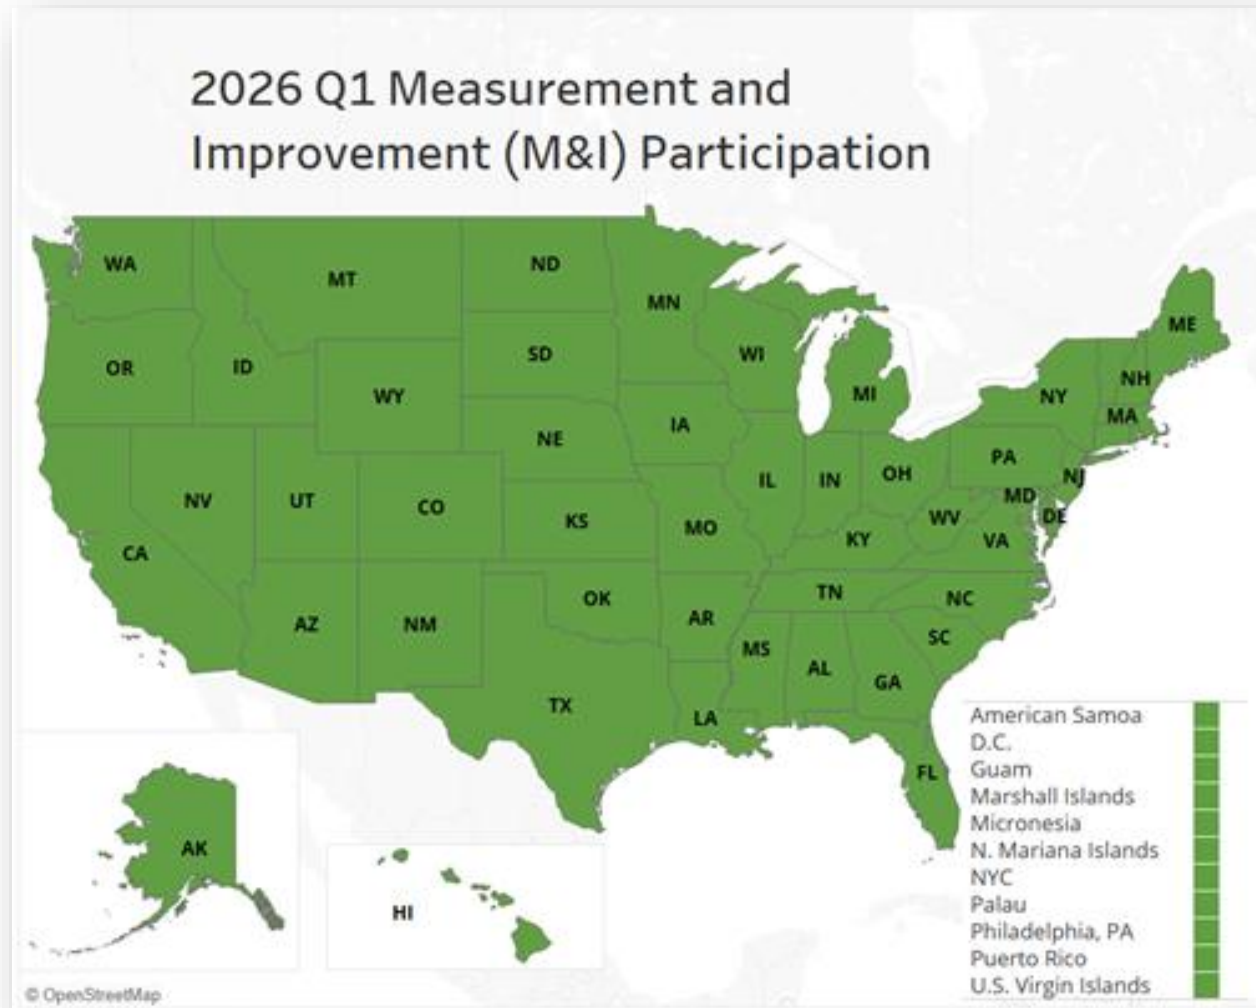 2026 Q1 Measurement and
Improvement (M&I) Participation
WA
MT
ND
MN
ME
OR
ID
SD
WI
WY
MI
NY
NH
MA
NE
IA
PA
NV
UT
CO
IL
IN
OH
NJ
MD
KS
MO
WV
DE
CA
KY
VA
AZ
NM
OK
AR
TN
NC
SC
MS
AL
GA
TX
LA
FL
AK
HI
American Samoa
D.C.
Guam
Marshall Islands
Micronesia
N. Mariana Islands
NYC
Palau
Philadelphia, PA
Puerto Rico
U.S. Virgin Islands
© OpenStreetMap